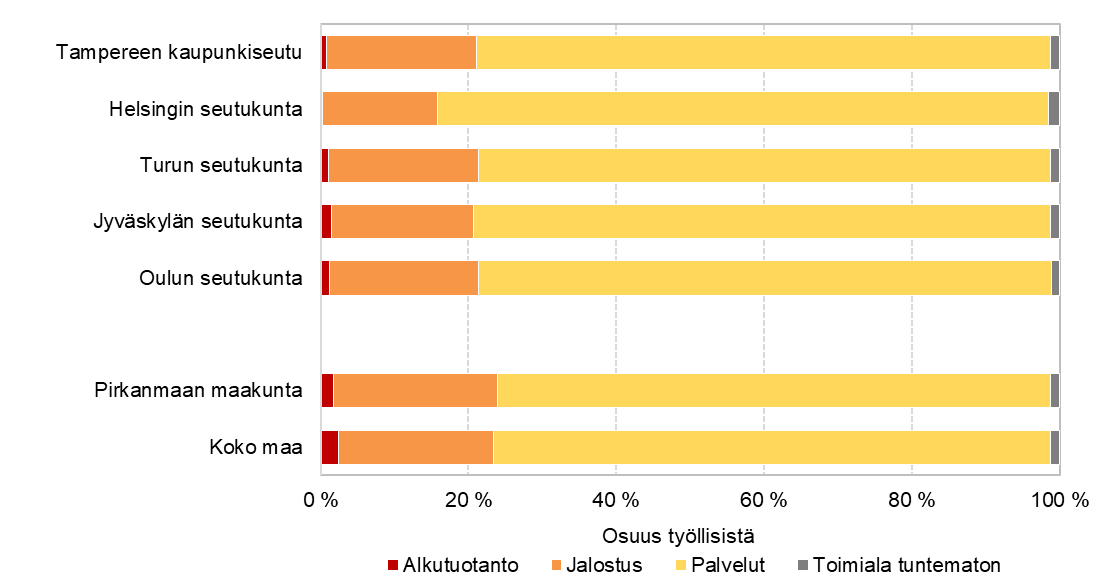 Tampereen kaupunkiseutu
Helsingin seutukunta
Turun seutukunta
Jyväskylän seutukunta
Oulun seutukunta
Pirkanmaan maakunta
Koko maa
0 % 20 % 40 % 60 % 80 % 100 %
Osuus työllisistä
Alkutuotanto Jalostus Palvelut Toimiala tuntematon